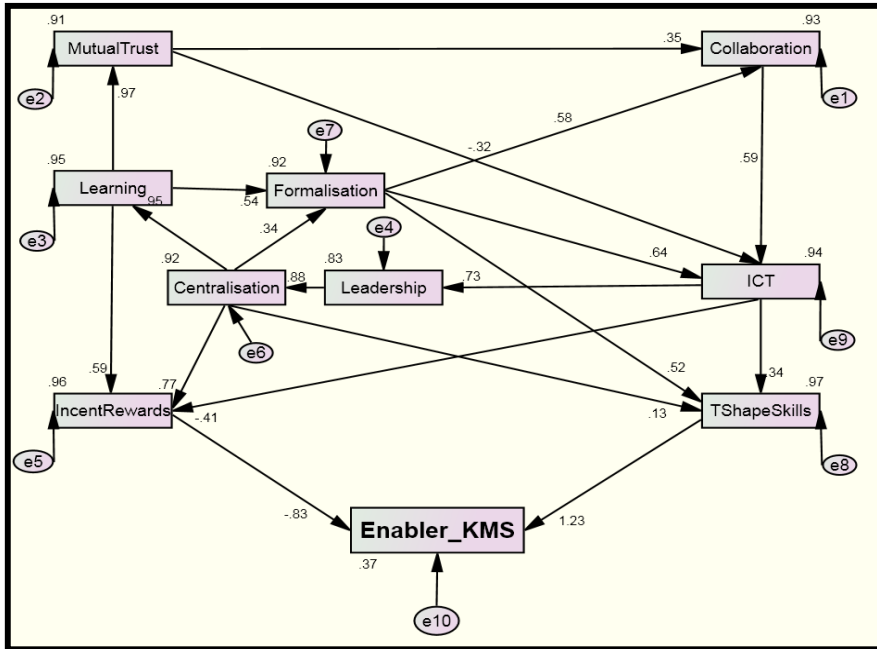 .91
MutualTrust
.35
.93
Collaboration
e2
.97
e7
.58
-.32
e1
.95
Learning
.95
.92
Formalisation
.54
.59
e3
.34
e4
.92
Centralisation
.88
.83
Leadership
.73
.64
.94
ICT
e6
e9
.96
.59
.77
IncentRewards
-.41
.52
.34
.97
.13
TShapeSkills
e5
e8
-.83
Enabler_KMS
1.23
.37
e10